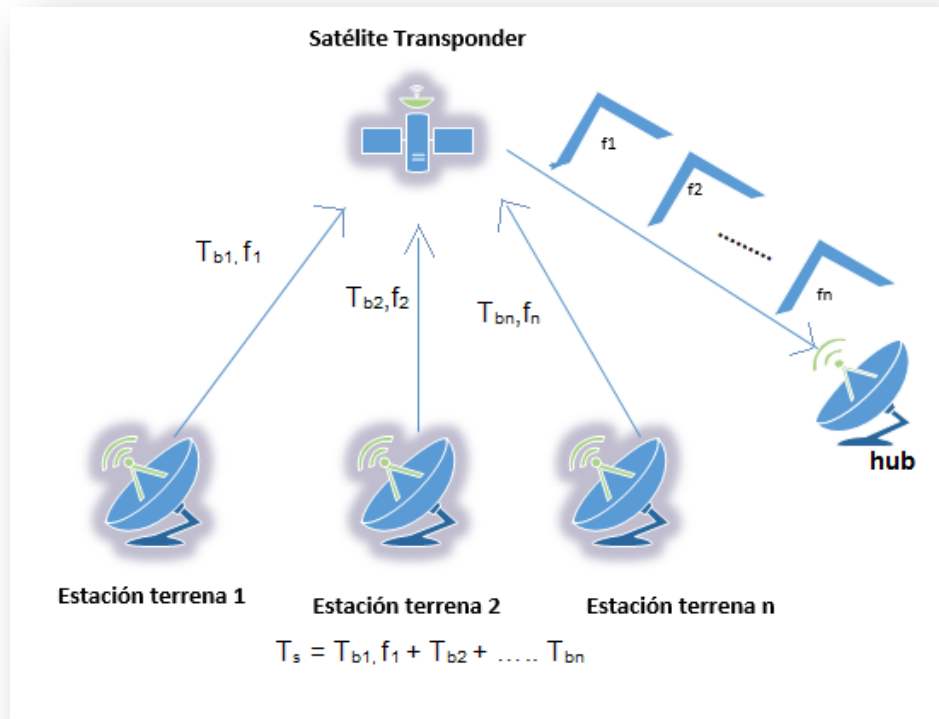 Satélite Transponder
f1
f2
........
fn
Tb1, f1
Tb2,f2
Tbn,fn
hub
Estación terrena 1
Estación terrena 2
Estación terrena n
Ts = Tb1, f1 + Tb2 + ..... Tbn